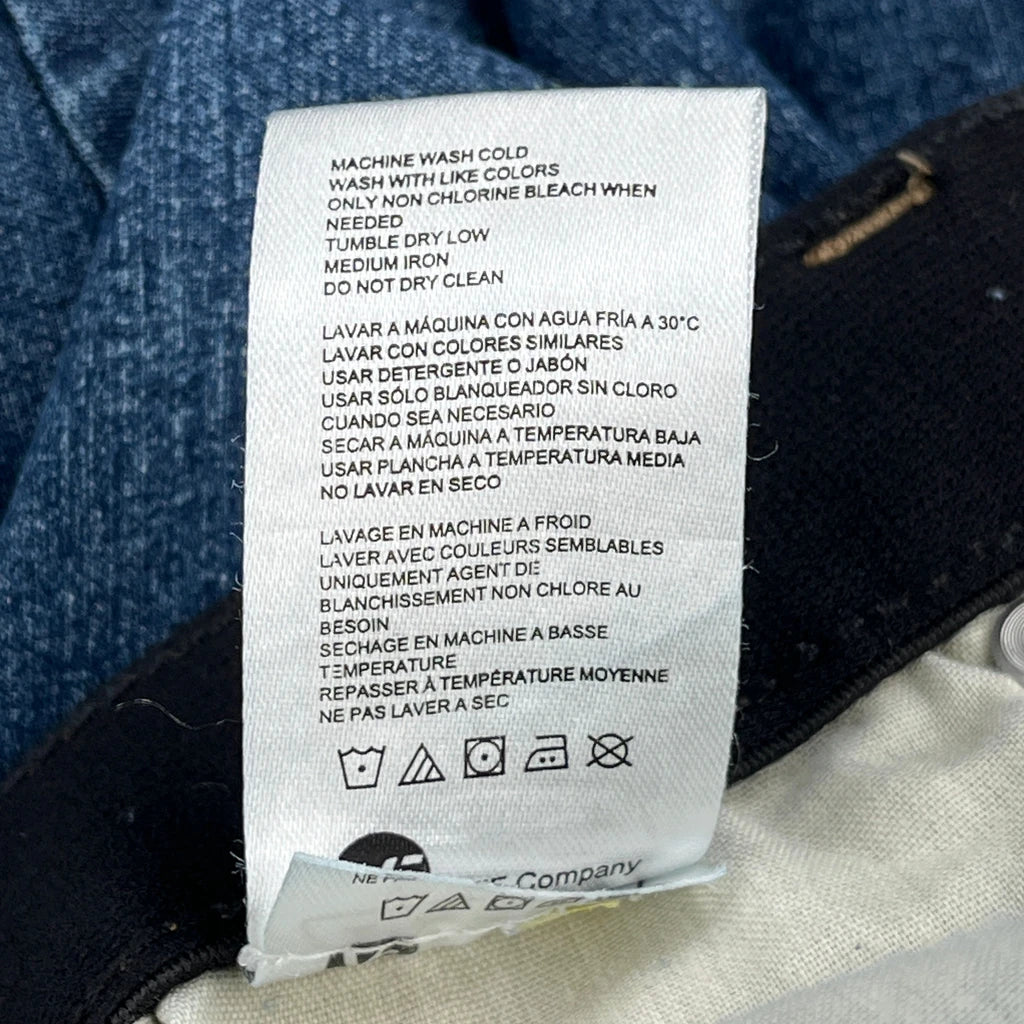 MACHINE WASH COLD
WASH WITH LIKE COLORS
ONLY NON CHLORINE BLEACH WHEN
NEEDED
TUMBLE DRY LOW
MEDIUM IRON
DO NOT DRY CLEAN
LAVAR A MÁQUINA CON AGUA FRÍA A 30°C
LAVAR CON COLORES SIMILARES
USAR DETERGENTE O JABÓN
USAR SÓLO BLANQUEADOR SIN CLORO
CUANDO SEA NECESARIO
SECAR A MÁQUINA A TEMPERATURA BAJA
USAR PLANCHA A TEMPERATURA MEDIA
NO LAVAR EN SECO
LAVAGE EN MACHINE A FROID
LAVER AVEC COULEURS SEMBLABLES
UNIQUEMENT AGENT DE
BLANCHISSEMENT NON CHLORE AU
BESOIN
SECHAGE EN MACHINE A BASSE
TEMPERATURE
REPASSER À TEMPÉRATURE MOYENNE
NE PAS LAVER A SEC
Company
NE